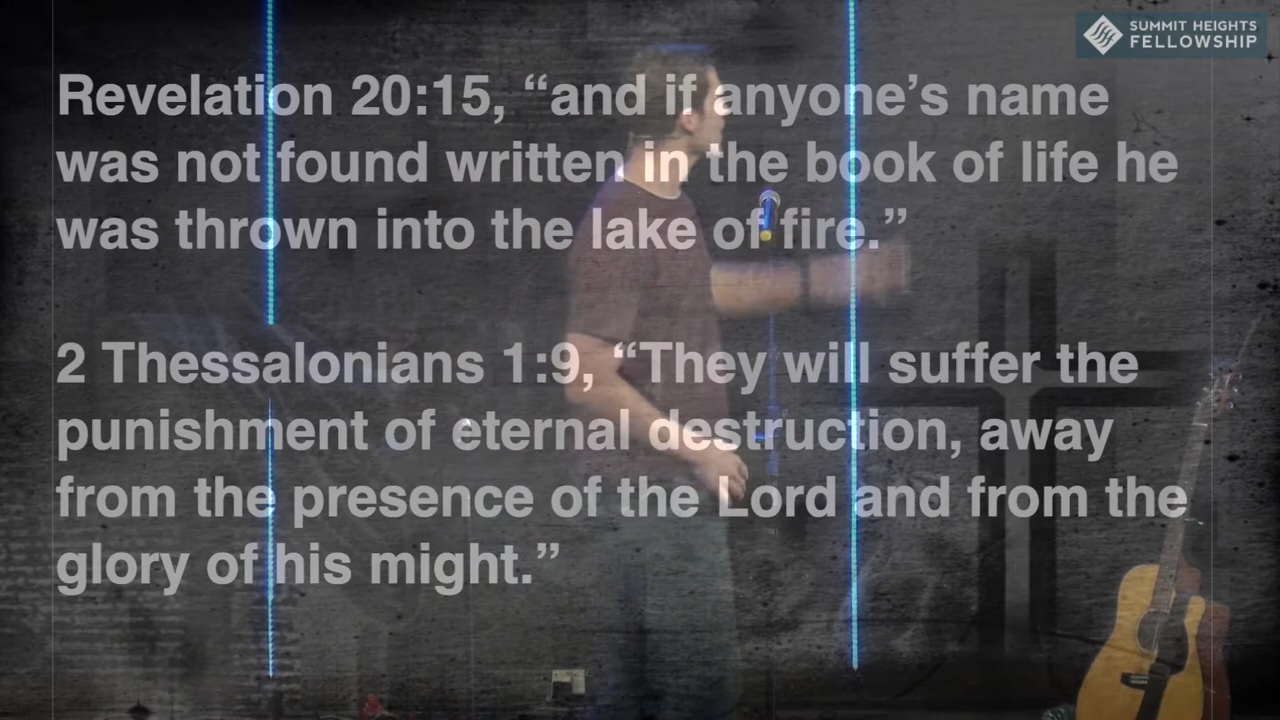 SUMMIT HEIGHTS
FELLOWSHIP
Revelation 20:15, “and if anyone’s name
was not found written in the book of life he
was thrown into the lake of fire.”
2 Thessalonians 1:9, “They will suffer the
punishment of eternal destruction, away
from the presence of the Lord and from the
glory of his might.”